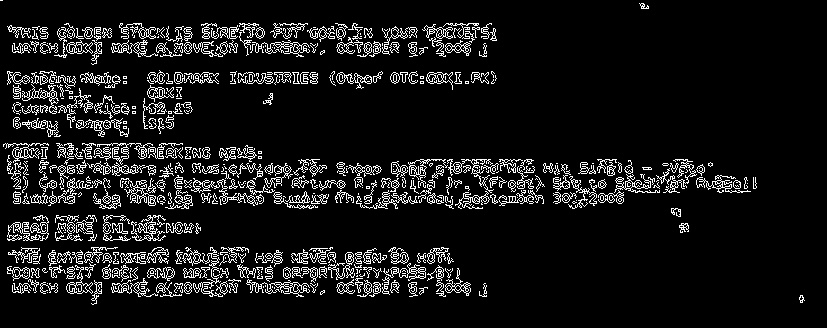 THIS GOLDEN STOCK IS SURE TO PUT GOLD IN YOUR POCKETS!
WATCH GDKI MAKE A MOVE ON THURSDAY, OCTOBER 5, 2006 !
Company Name: GOLDMARK INDUSTRIES (Other OTC:GDKI.PK)
Symbol: GDKI
Current Price: $2.15
6-day Target: $15
GDKI RELEASES BREAKING NEWS:
1) Frost Appears in Music Video for Snoop Dogg's Brand New Hit Single - "Vato"
2) Goldmark Music Executive VP Arturo R. Molina Jr. (Frost) Set to Speak at Russell
Simmons' Los Angeles Hip-Hop Summit This Saturday September 30, 2006
READ MORE ONLINE NOW!
THE ENTERTAINMENT INDUSTRY HAS NEVER BEEN SO HOT!
DON'T SIT BACK AND WATCH THIS OPPORTUNITY PASS BY!
WATCH GDKI MAKE A MOVE ON THURSDAY, OCTOBER 5, 2006 !